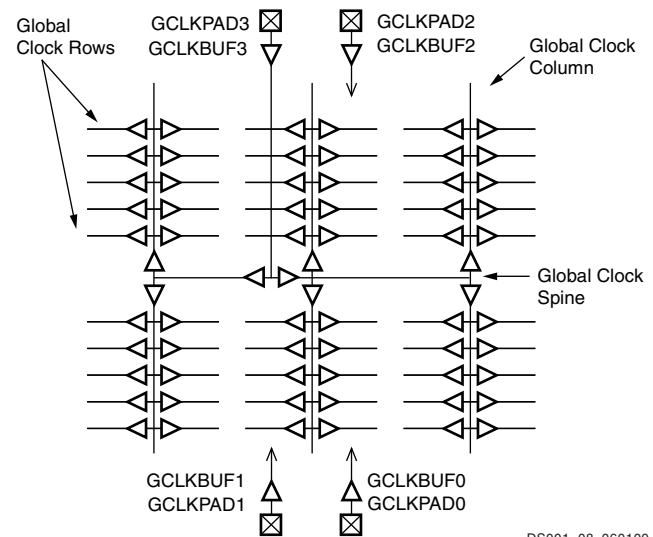 Global
Clock Rows
GCLKPAD3
GCLKBUF3
GCLKPAD2
GCLKBUF2
Global Clock
Column
Global Clock
Spine
GCLKBUF1
GCLKPAD1
GCLKBUF0
GCLKPAD0